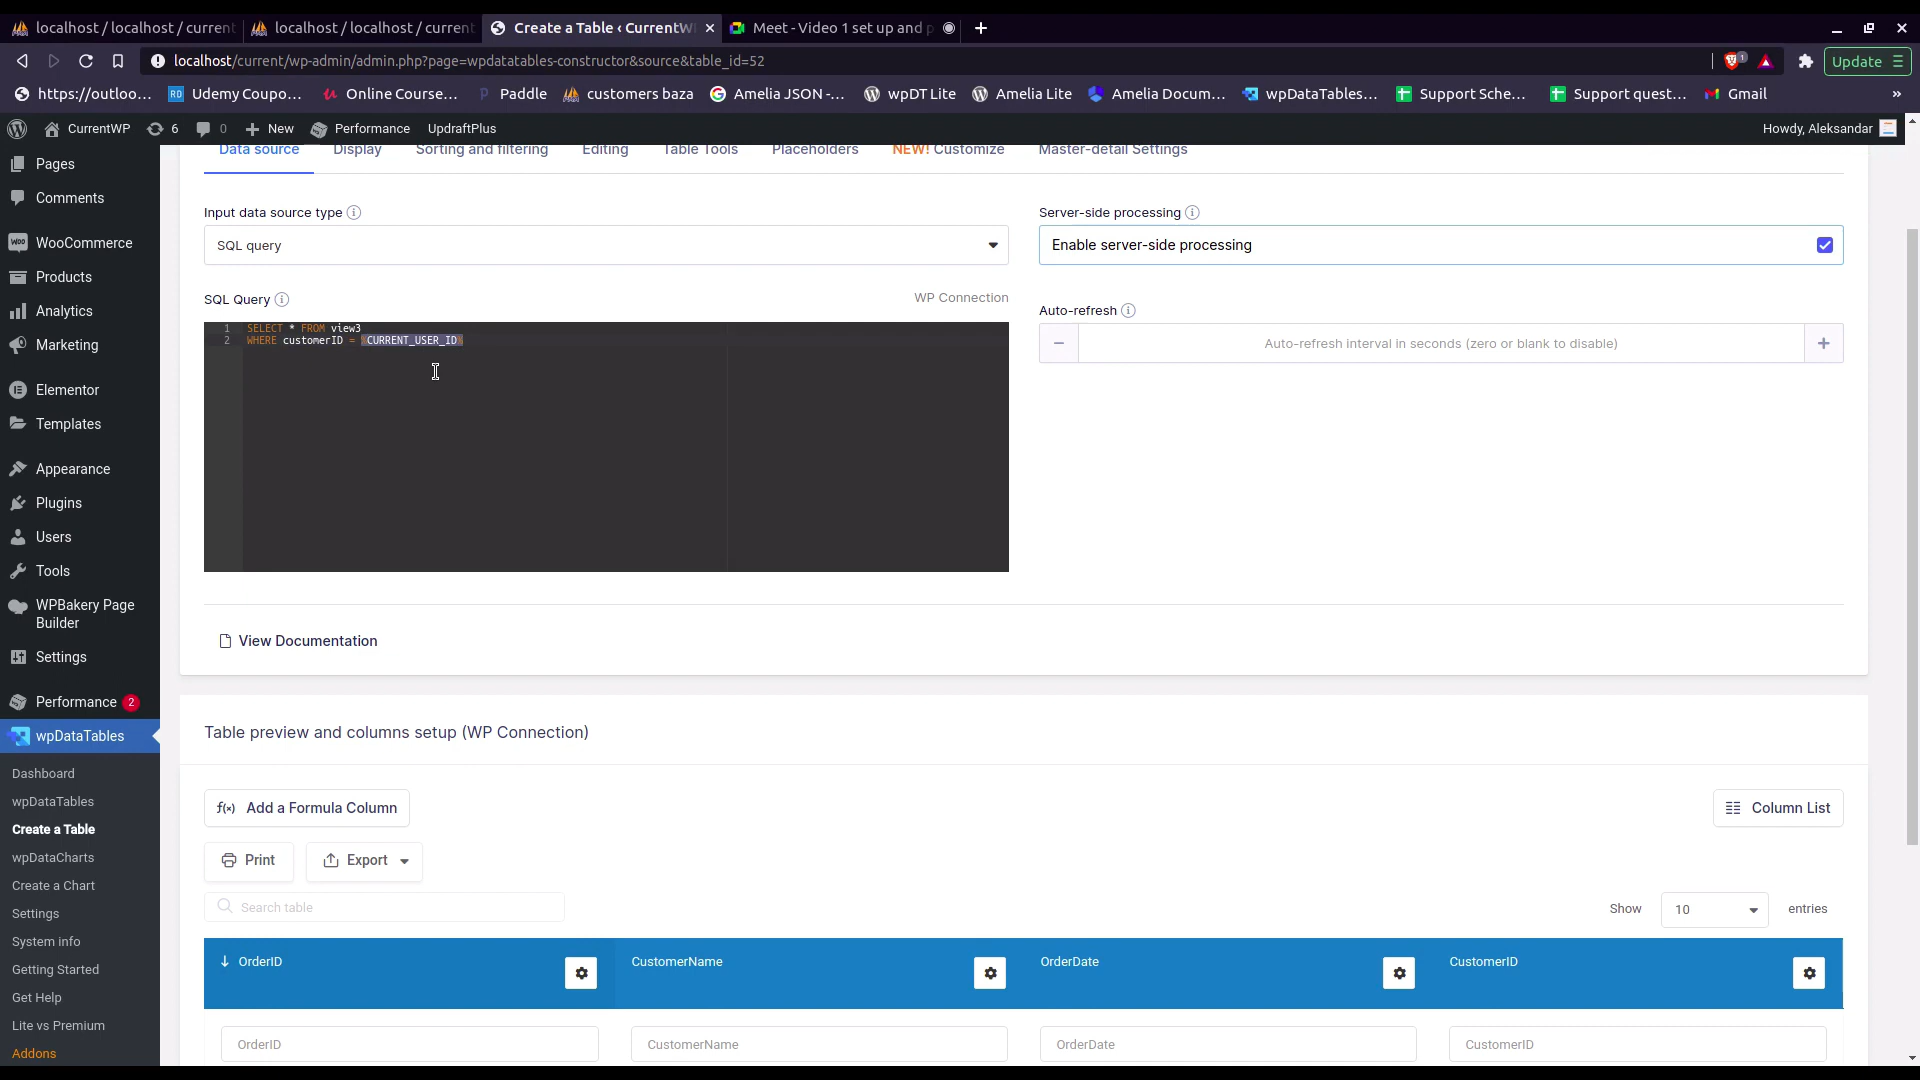 localhost / localhost / current
localhost / localhost / current
Create a Table ‹ CurrentW
Meet - Video 1 set up and p
localhost/current/wp-admin/admin.php?page=wpdatatables-constructor&source&table_id=52
1
Update
https://outloo...
Udemy Coupo...
Online Course...
Paddle
customers baza
Amelia JSON -...
wpDT Lite
Amelia Lite
Amelia Docum...
wpDataTables...
Support Sche...
Support quest...
Gmail
»
CurrentWP
6
0
New
Performance
UpdraftPlus
Howdy, Aleksandar
Pages
Comments
WooCommerce
Products
Analytics
Marketing
Elementor
Templates
Appearance
Plugins
Users
Tools
WPBakery Page
Builder
Settings
Performance 2
wpDataTables
Dashboard
wpDataTables
Create a Table
wpDataCharts
Create a Chart
Settings
System info
Getting Started
Get Help
Lite vs Premium
Addons
Data source
Display
Sorting and filtering
Editing
Table Tools
Placeholders
NEW! Customize
Master-detail Settings
Input data source type
SQL query
Server-side processing
Enable server-side processing
SQL Query
WP Connection
1 SELECT * FROM view3
2 WHERE customerID = %CURRENT_USER_ID%
Auto-refresh
Auto-refresh interval in seconds (zero or blank to disable)
View Documentation
Table preview and columns setup (WP Connection)
f(x) Add a Formula Column
Column List
Print
Export
Search table
Show 10 entries
OrderID
CustomerName
OrderDate
CustomerID
OrderID
CustomerName
OrderDate
CustomerID